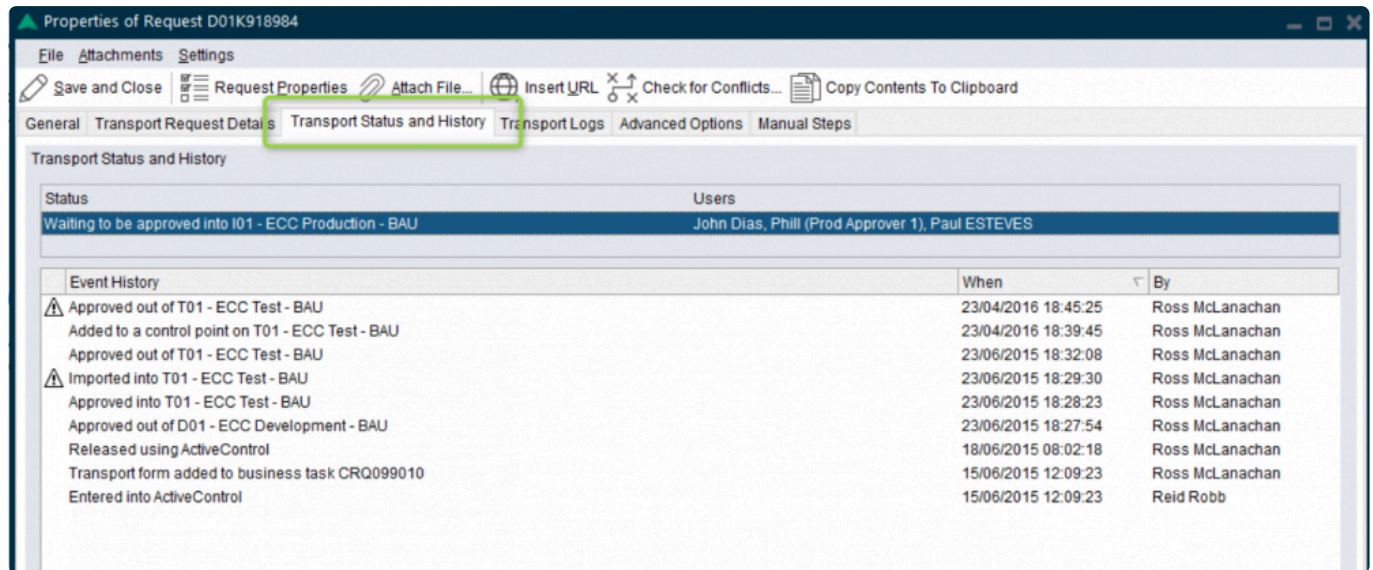 Properties of Request D01K918984
File Attachments Settings
Save and Close Request Properties Attach File... Insert URL Check for Conflicts... Copy Contents To Clipboard
General Transport Request Details Transport Status and History Transport Logs Advanced Options Manual Steps
Transport Status and History
Status Users
Waiting to be approved into I01 - ECC Production - BAU John Dias, Phill (Prod Approver 1), Paul ESTEVES
Event History When By
Approved out of T01 - ECC Test - BAU 23/04/2016 18:45:25 Ross McLanachan
Added to a control point on T01 - ECC Test - BAU 23/04/2016 18:39:45 Ross McLanachan
Approved out of T01 - ECC Test - BAU 23/06/2015 18:32:08 Ross McLanachan
Imported into T01 - ECC Test - BAU 23/06/2015 18:29:30 Ross McLanachan
Approved into T01 - ECC Test - BAU 23/06/2015 18:28:23 Ross McLanachan
Approved out of D01 - ECC Development - BAU 23/06/2015 18:27:54 Ross McLanachan
Released using ActiveControl 18/06/2015 08:02:18 Ross McLanachan
Transport form added to business task CRQ099010 15/06/2015 12:09:23 Ross McLanachan
Entered into ActiveControl 15/06/2015 12:09:23 Reid Robb